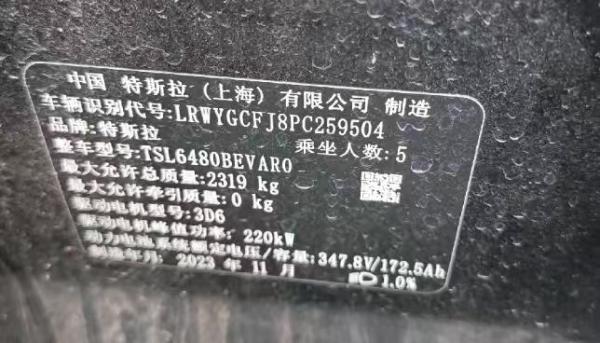 中国 特斯拉（上海）有限公司 制造
车辆识别代号:LRWYGCFJ8PC259504
品牌:特斯拉 乘坐人数:5
整车型号:TSL6480BEVAR0
最大允许总质量:2319 kg
最大允许牵引质量:0 kg
驱动电机型号:3D6
驱动电机峰值功率: 220kW
动力电池系统额定电压/容量:347.8V/172.5Ah
制造年月: 2023 年 11 月 1.0%